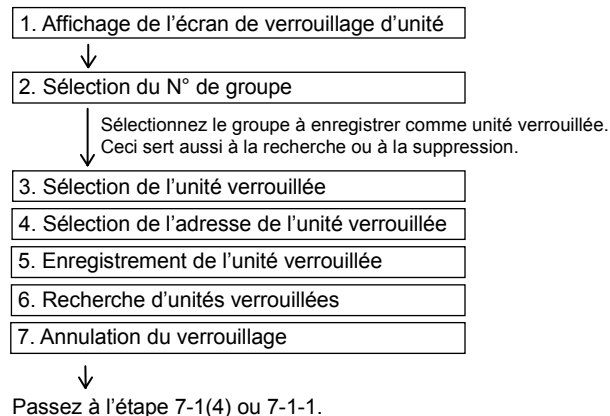 1. Affichage de l'écran de verrouillage d'unité
2. Sélection du N° de groupe
Sélectionnez le groupe à enregistrer comme unité verrouillée.
Ceci sert aussi à la recherche ou à la suppression.
3. Sélection de l'unité verrouillée
4. Sélection de l'adresse de l'unité verrouillée
5. Enregistrement de l'unité verrouillée
6. Recherche d'unités verrouillées
7. Annulation du verrouillage
Passez à l'étape 7-1(4) ou 7-1-1.